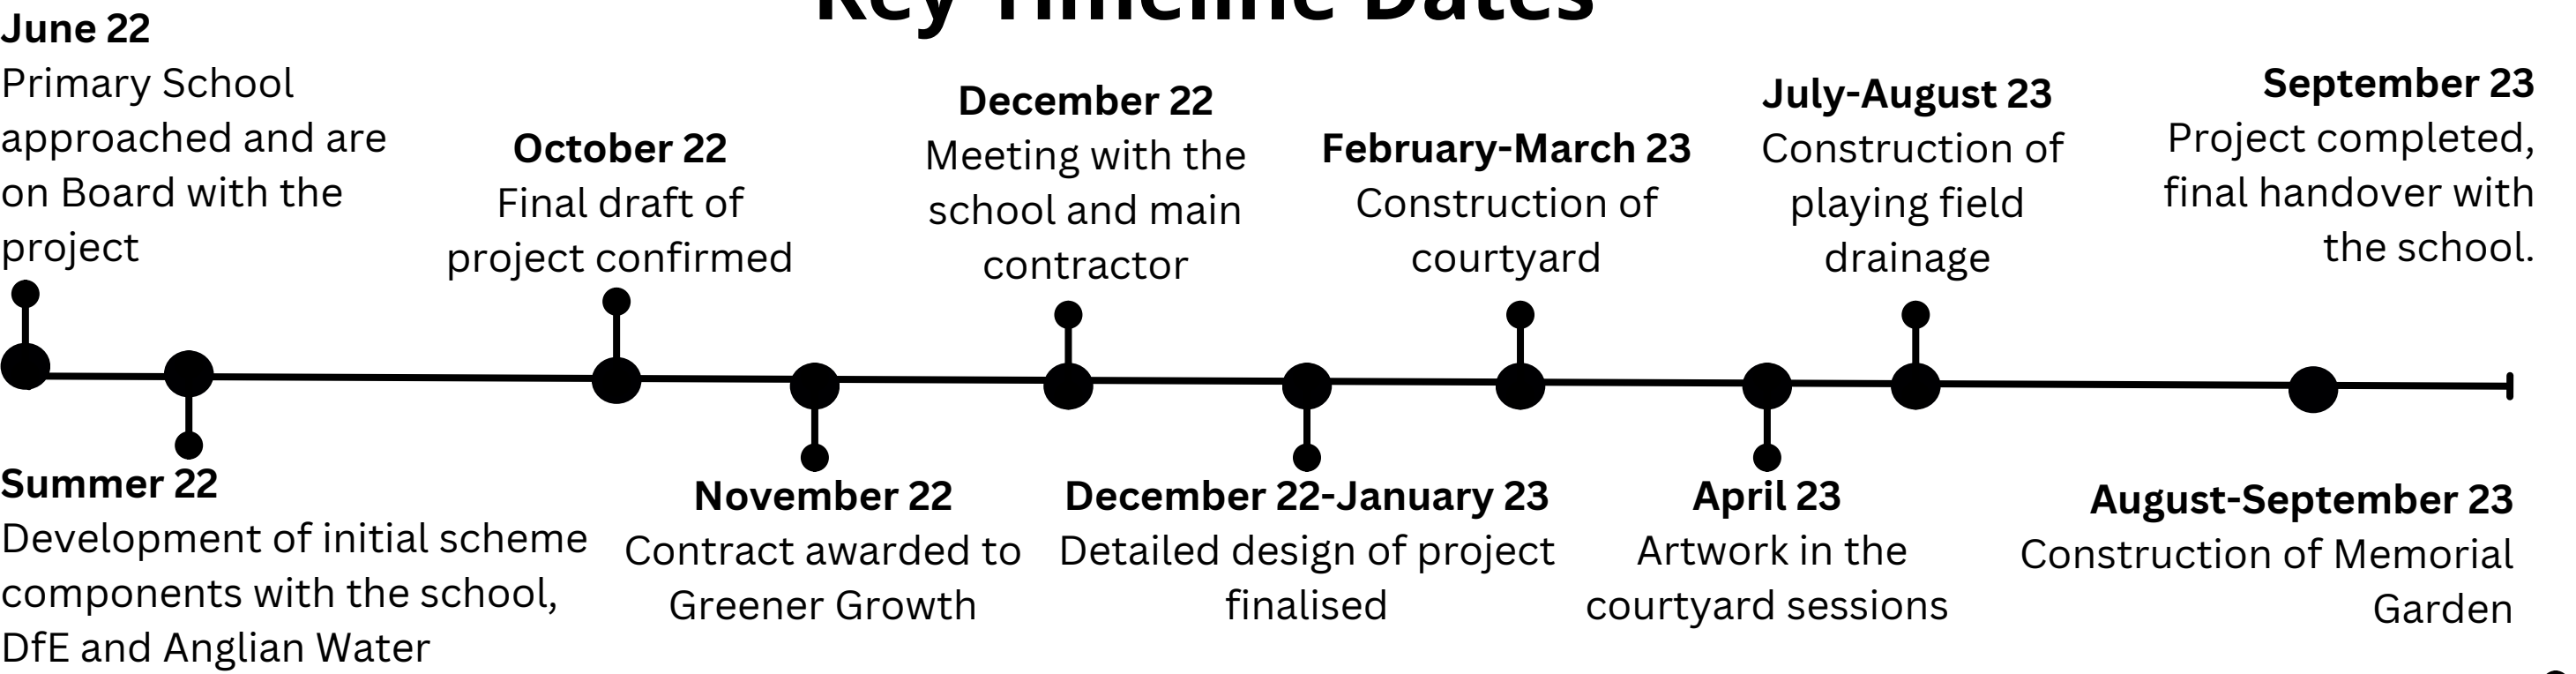 Key Timeline Dates
June 22
Primary School
approached and are
on Board with the
project
Summer 22
Development of initial scheme
components with the school,
DfE and Anglian Water
October 22
Final draft of
project confirmed
November 22
Contract awarded to
Greener Growth
December 22
Meeting with the
school and main
contractor
December 22-January 23
Detailed design of project
finalised
February-March 23
Construction of
courtyard
April 23
Artwork in the
courtyard sessions
July-August 23
Construction of
playing field
drainage
August-September 23
Construction of Memorial
Garden
September 23
Project completed,
final handover with
the school.